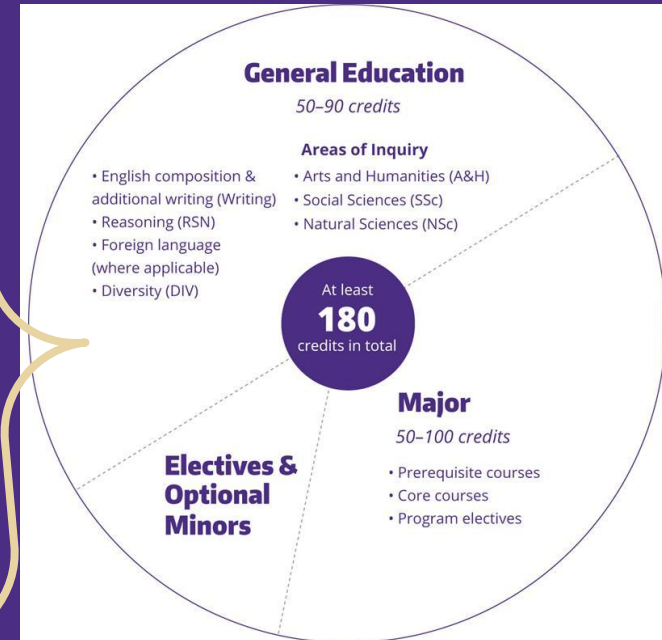 General Education
50–90 credits
• English composition &
additional writing (Writing)
• Reasoning (RSN)
• Foreign language
(where applicable)
• Diversity (DIV)
Areas of Inquiry
• Arts and Humanities (A&H)
• Social Sciences (SSc)
• Natural Sciences (NSc)
At least
180
credits in total
Major
50–100 credits
• Prerequisite courses
• Core courses
• Program electives
Electives &
Optional
Minors